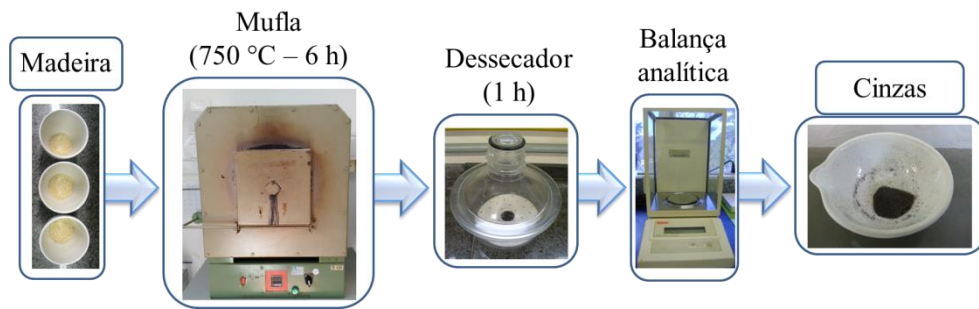 Madeira
Mufla
(750 °C – 6 h)
Dessecador
(1 h)
Balança
analítica
Cinzas